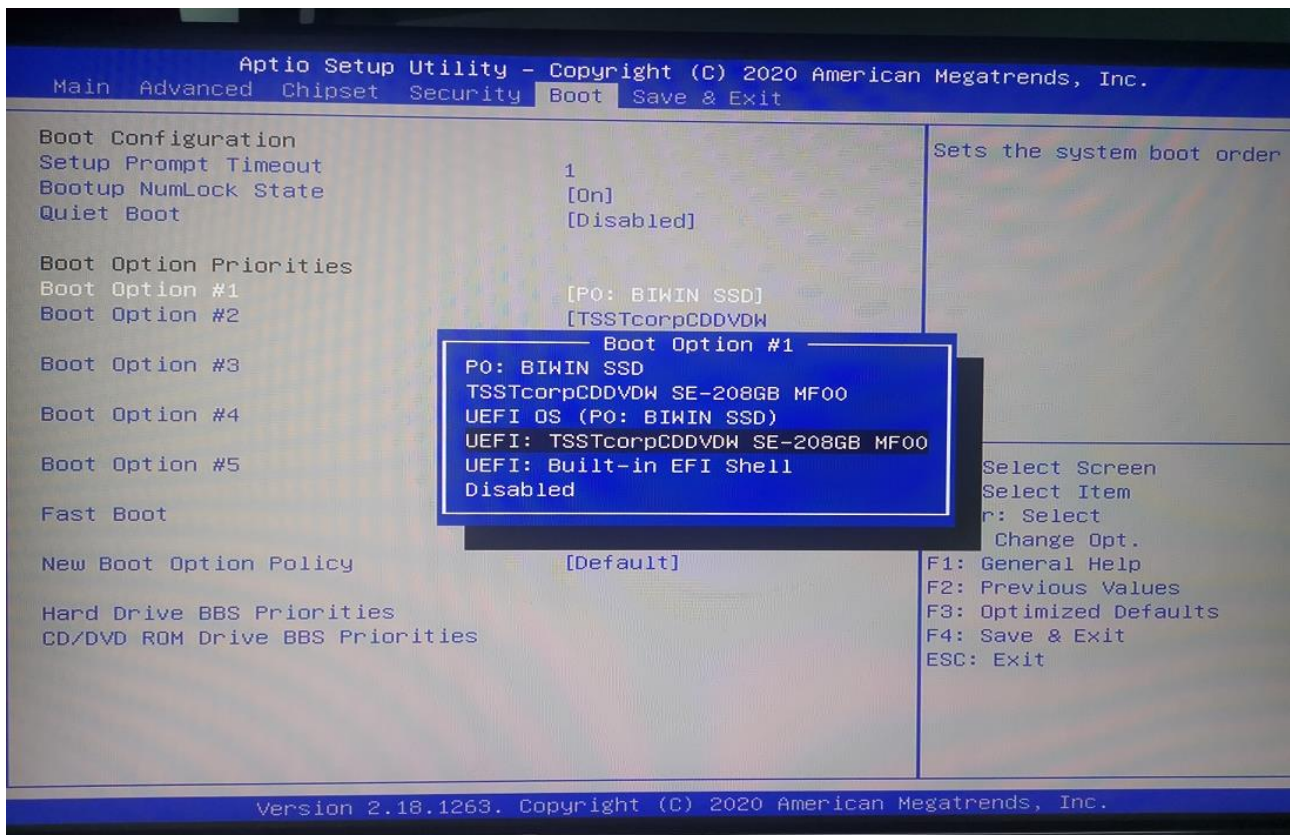 Aptio Setup Utility – Copyright (C) 2020 American Megatrends, Inc.
Main Advanced Chipset Security Boot Save & Exit
Boot Configuration
Setup Prompt Timeout 1
Bootup NumLock State [On]
Quiet Boot [Disabled]
Boot Option Priorities
Boot Option #1 [PO: BIWIN SSD]
Boot Option #2 [TSSTcorpCDDVDW
Boot Option #3
Boot Option #4
Boot Option #5
Fast Boot
New Boot Option Policy [Default]
Hard Drive BBS Priorities
CD/DVD ROM Drive BBS Priorities
Boot Option #1
PO: BIWIN SSD
TSSTcorpCDDVDW SE-208GB MF00
UEFI OS (PO: BIWIN SSD)
UEFI: TSSTcorpCDDVDW SE-208GB MF00
UEFI: Built-in EFI Shell
Disabled
Sets the system boot order
Select Screen
Select Item
r: Select
Change Opt.
F1: General Help
F2: Previous Values
F3: Optimized Defaults
F4: Save & Exit
ESC: Exit
Version 2.18.1263. Copyright (C) 2020 American Megatrends, Inc.